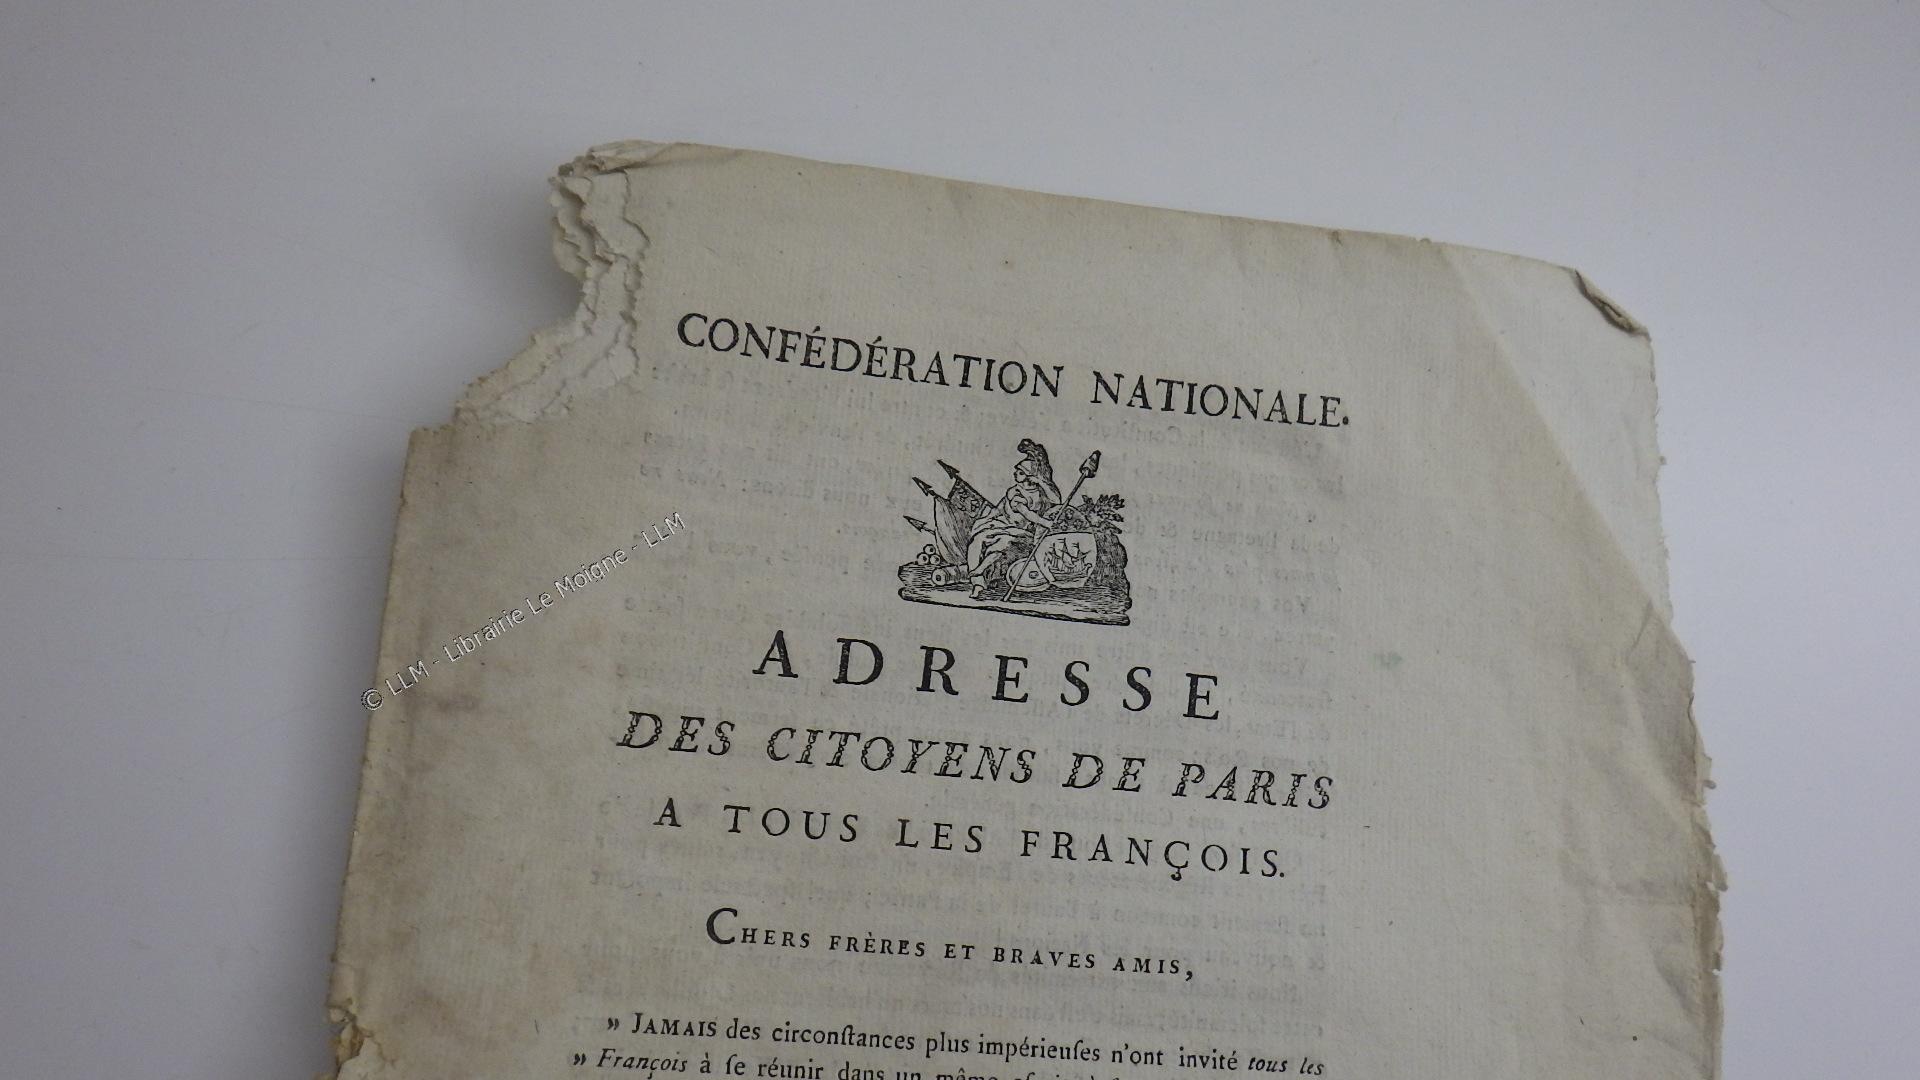 CONFÉDÉRATION NATIONALE.
ADRESSE
DES CITOYENS DE PARIS
A TOUS LES FRANÇOIS.
CHERS FRÈRES ET BRAVES AMIS,
» JAMAIS des circonſtances plus impérieuſes n'ont invité tous les
» François à ſe réunir dans un même
© LLM - Librairie Le Moigne - LLM